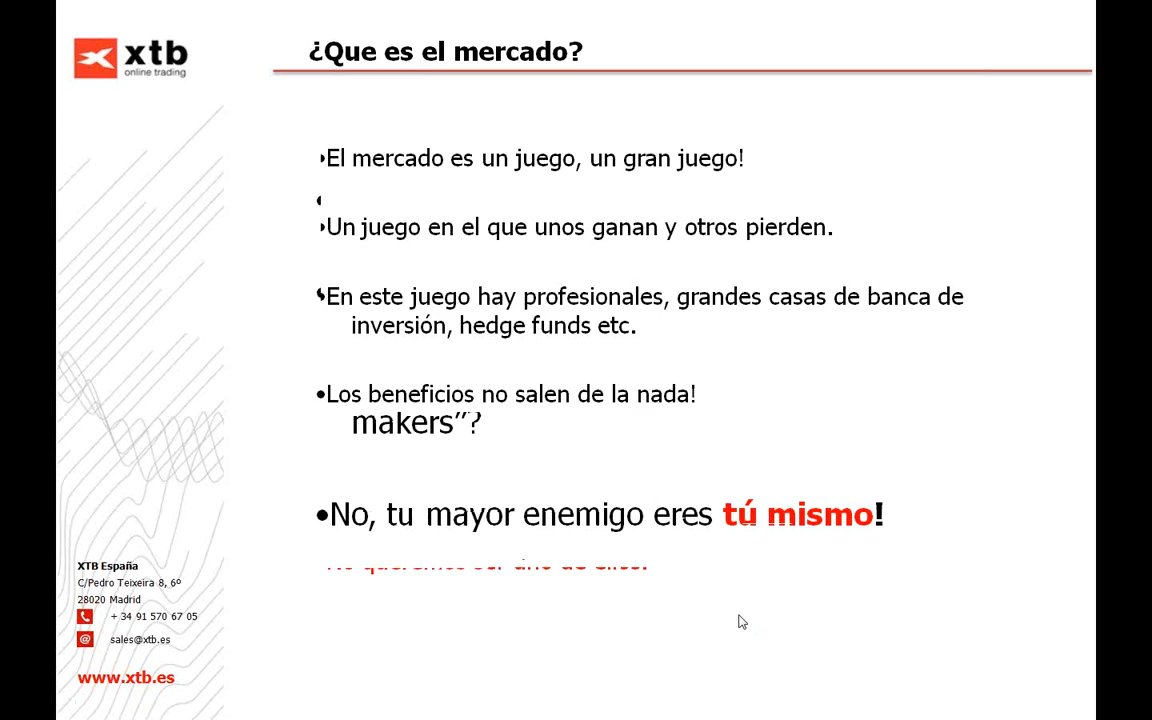 xtb
online trading
¿Que es el mercado?
•El mercado es un juego, un gran juego!
•Un juego en el que unos ganan y otros pierden.
•En este juego hay profesionales, grandes casas de banca de
inversión, hedge funds etc.
•Los beneficios no salen de la nada!
makers”?
•No, tu mayor enemigo eres tú mismo!
XTB España
C/Pedro Teixeira 8, 6º
28020 Madrid
+ 34 91 570 67 05
@ sales@xtb.es
www.xtb.es